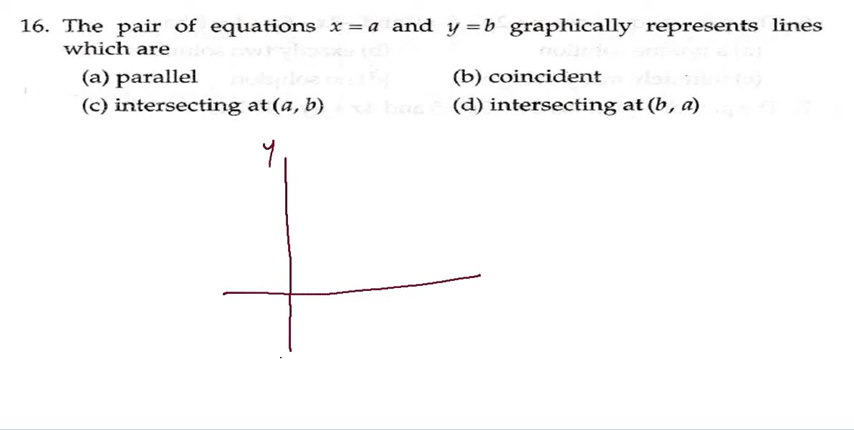 16. The pair of equations x = a and y = b graphically represents lines
which are
(a) parallel
(b) coincident
(c) intersecting at (a, b)
(d) intersecting at (b, a)
y